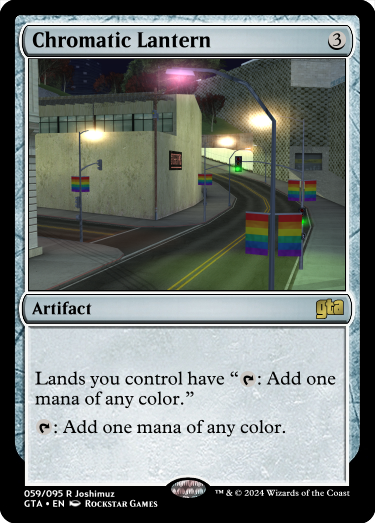 Chromatic Lantern 3
Artifact gta
Lands you control have “T: Add one
mana of any color.”
T: Add one mana of any color.
059/095 R Joshimuz
GTA • EN Rockstar Games
™ & © 2024 Wizards of the Coast